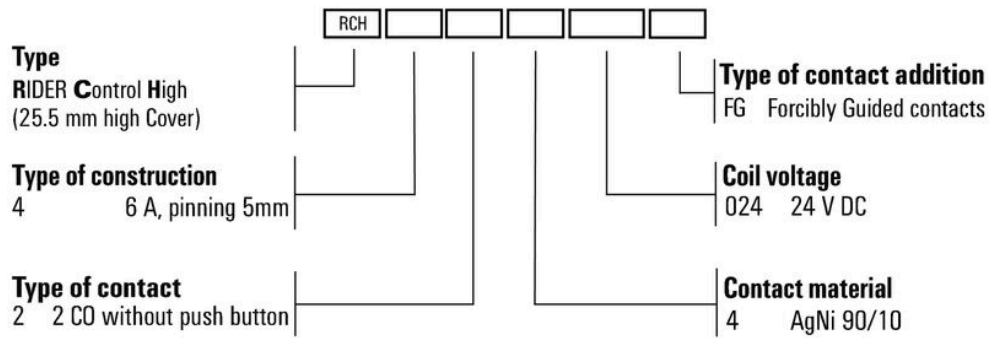 RCH
Type
RIDER Control High
(25.5 mm high Cover)
Type of contact addition
FG Forcibly Guided contacts
Type of construction
4 6 A, pinning 5mm
Coil voltage
024 24 V DC
Type of contact
2 2 CO without push button
Contact material
4 AgNi 90/10